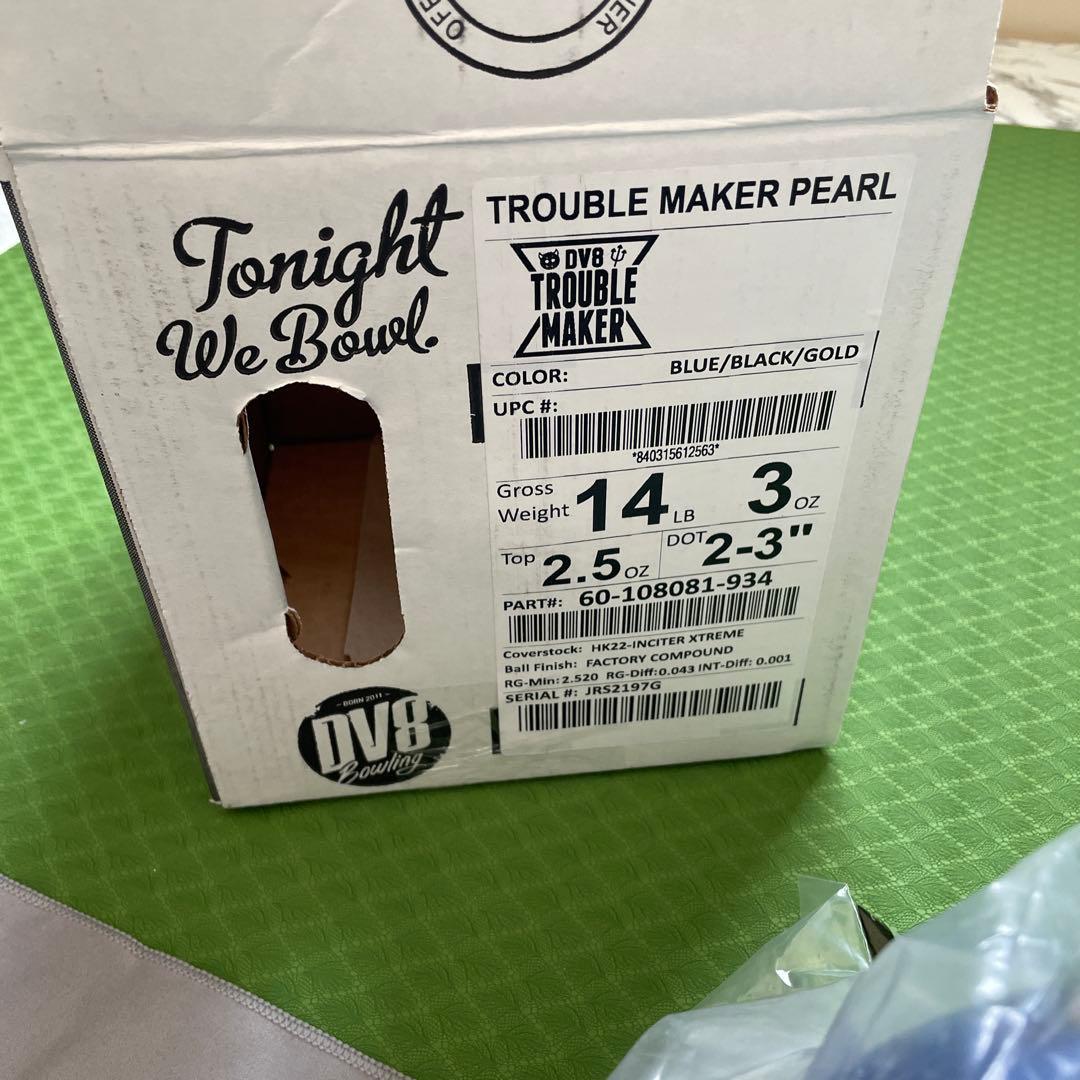 Tonight
We Bowl.
TROUBLE MAKER PEARL
DV8
TROUBLE
MAKER
COLOR: BLUE/BLACK/GOLD
UPC #:
*840315612563*
Gross
Weight 14 LB 3 OZ
Top 2.5 OZ DOT 2-3"
PART#: 60-108081-934
Coverstock: HK22-INCITER XTREME
Ball Finish: FACTORY COMPOUND
RG-Min: 2.520 RG-Diff: 0.043 INT-Diff: 0.001
SERIAL #: JRS2197G
- BORN 2011 -
DV8
Bowling